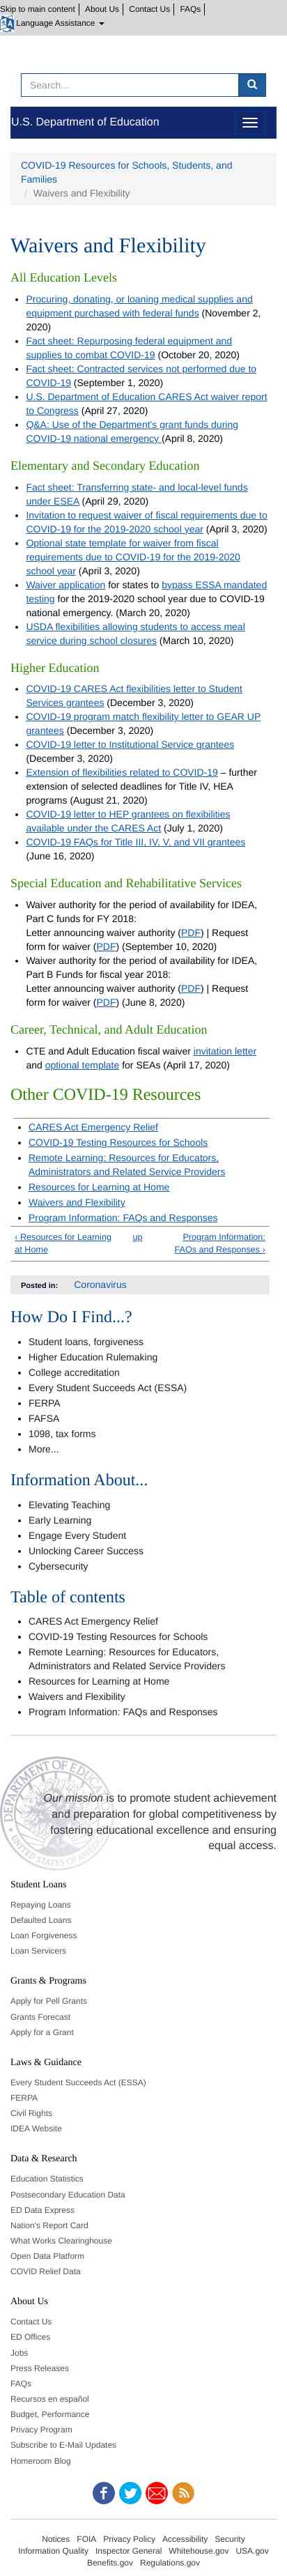 Skip to main content
About Us
Contact Us
FAQs
Language Assistance
Search...
U.S. Department of Education
COVID-19 Resources for Schools, Students, and
Families
/ Waivers and Flexibility
Waivers and Flexibility
All Education Levels
Procuring, donating, or loaning medical supplies and
equipment purchased with federal funds (November 2,
2020)
Fact sheet: Repurposing federal equipment and
supplies to combat COVID-19 (October 20, 2020)
Fact sheet: Contracted services not performed due to
COVID-19 (September 1, 2020)
U.S. Department of Education CARES Act waiver report
to Congress (April 27, 2020)
Q&A: Use of the Department's grant funds during
COVID-19 national emergency (April 8, 2020)
Elementary and Secondary Education
Fact sheet: Transferring state- and local-level funds
under ESEA (April 29, 2020)
Invitation to request waiver of fiscal requirements due to
COVID-19 for the 2019-2020 school year (April 3, 2020)
Optional state template for waiver from fiscal
requirements due to COVID-19 for the 2019-2020
school year (April 3, 2020)
Waiver application for states to bypass ESSA mandated
testing for the 2019-2020 school year due to COVID-19
national emergency. (March 20, 2020)
USDA flexibilities allowing students to access meal
service during school closures (March 10, 2020)
Higher Education
COVID-19 CARES Act flexibilities letter to Student
Services grantees (December 3, 2020)
COVID-19 program match flexibility letter to GEAR UP
grantees (December 3, 2020)
COVID-19 letter to Institutional Service grantees
(December 3, 2020)
Extension of flexibilities related to COVID-19 – further
extension of selected deadlines for Title IV, HEA
programs (August 21, 2020)
COVID-19 letter to HEP grantees on flexibilities
available under the CARES Act (July 1, 2020)
COVID-19 FAQs for Title III, IV, V, and VII grantees
(June 16, 2020)
Special Education and Rehabilitative Services
Waiver authority for the period of availability for IDEA,
Part C funds for FY 2018:
Letter announcing waiver authority (PDF) | Request
form for waiver (PDF) (September 10, 2020)
Waiver authority for the period of availability for IDEA,
Part B Funds for fiscal year 2018:
Letter announcing waiver authority (PDF) | Request
form for waiver (PDF) (June 8, 2020)
Career, Technical, and Adult Education
CTE and Adult Education fiscal waiver invitation letter
and optional template for SEAs (April 17, 2020)
Other COVID-19 Resources
CARES Act Emergency Relief
COVID-19 Testing Resources for Schools
Remote Learning: Resources for Educators,
Administrators and Related Service Providers
Resources for Learning at Home
Waivers and Flexibility
Program Information: FAQs and Responses
‹ Resources for Learning
at Home
up
Program Information:
FAQs and Responses ›
Posted in: Coronavirus
How Do I Find...?
Student loans, forgiveness
Higher Education Rulemaking
College accreditation
Every Student Succeeds Act (ESSA)
FERPA
FAFSA
1098, tax forms
More...
Information About...
Elevating Teaching
Early Learning
Engage Every Student
Unlocking Career Success
Cybersecurity
Table of contents
CARES Act Emergency Relief
COVID-19 Testing Resources for Schools
Remote Learning: Resources for Educators,
Administrators and Related Service Providers
Resources for Learning at Home
Waivers and Flexibility
Program Information: FAQs and Responses
Our mission is to promote student achievement
and preparation for global competitiveness by
fostering educational excellence and ensuring
equal access.
Student Loans
Repaying Loans
Defaulted Loans
Loan Forgiveness
Loan Servicers
Grants & Programs
Apply for Pell Grants
Grants Forecast
Apply for a Grant
Laws & Guidance
Every Student Succeeds Act (ESSA)
FERPA
Civil Rights
IDEA Website
Data & Research
Education Statistics
Postsecondary Education Data
ED Data Express
Nation's Report Card
What Works Clearinghouse
Open Data Platform
COVID Relief Data
About Us
Contact Us
ED Offices
Jobs
Press Releases
FAQs
Recursos en español
Budget, Performance
Privacy Program
Subscribe to E-Mail Updates
Homeroom Blog
Notices FOIA Privacy Policy Accessibility Security
Information Quality Inspector General Whitehouse.gov USA.gov
Benefits.gov Regulations.gov